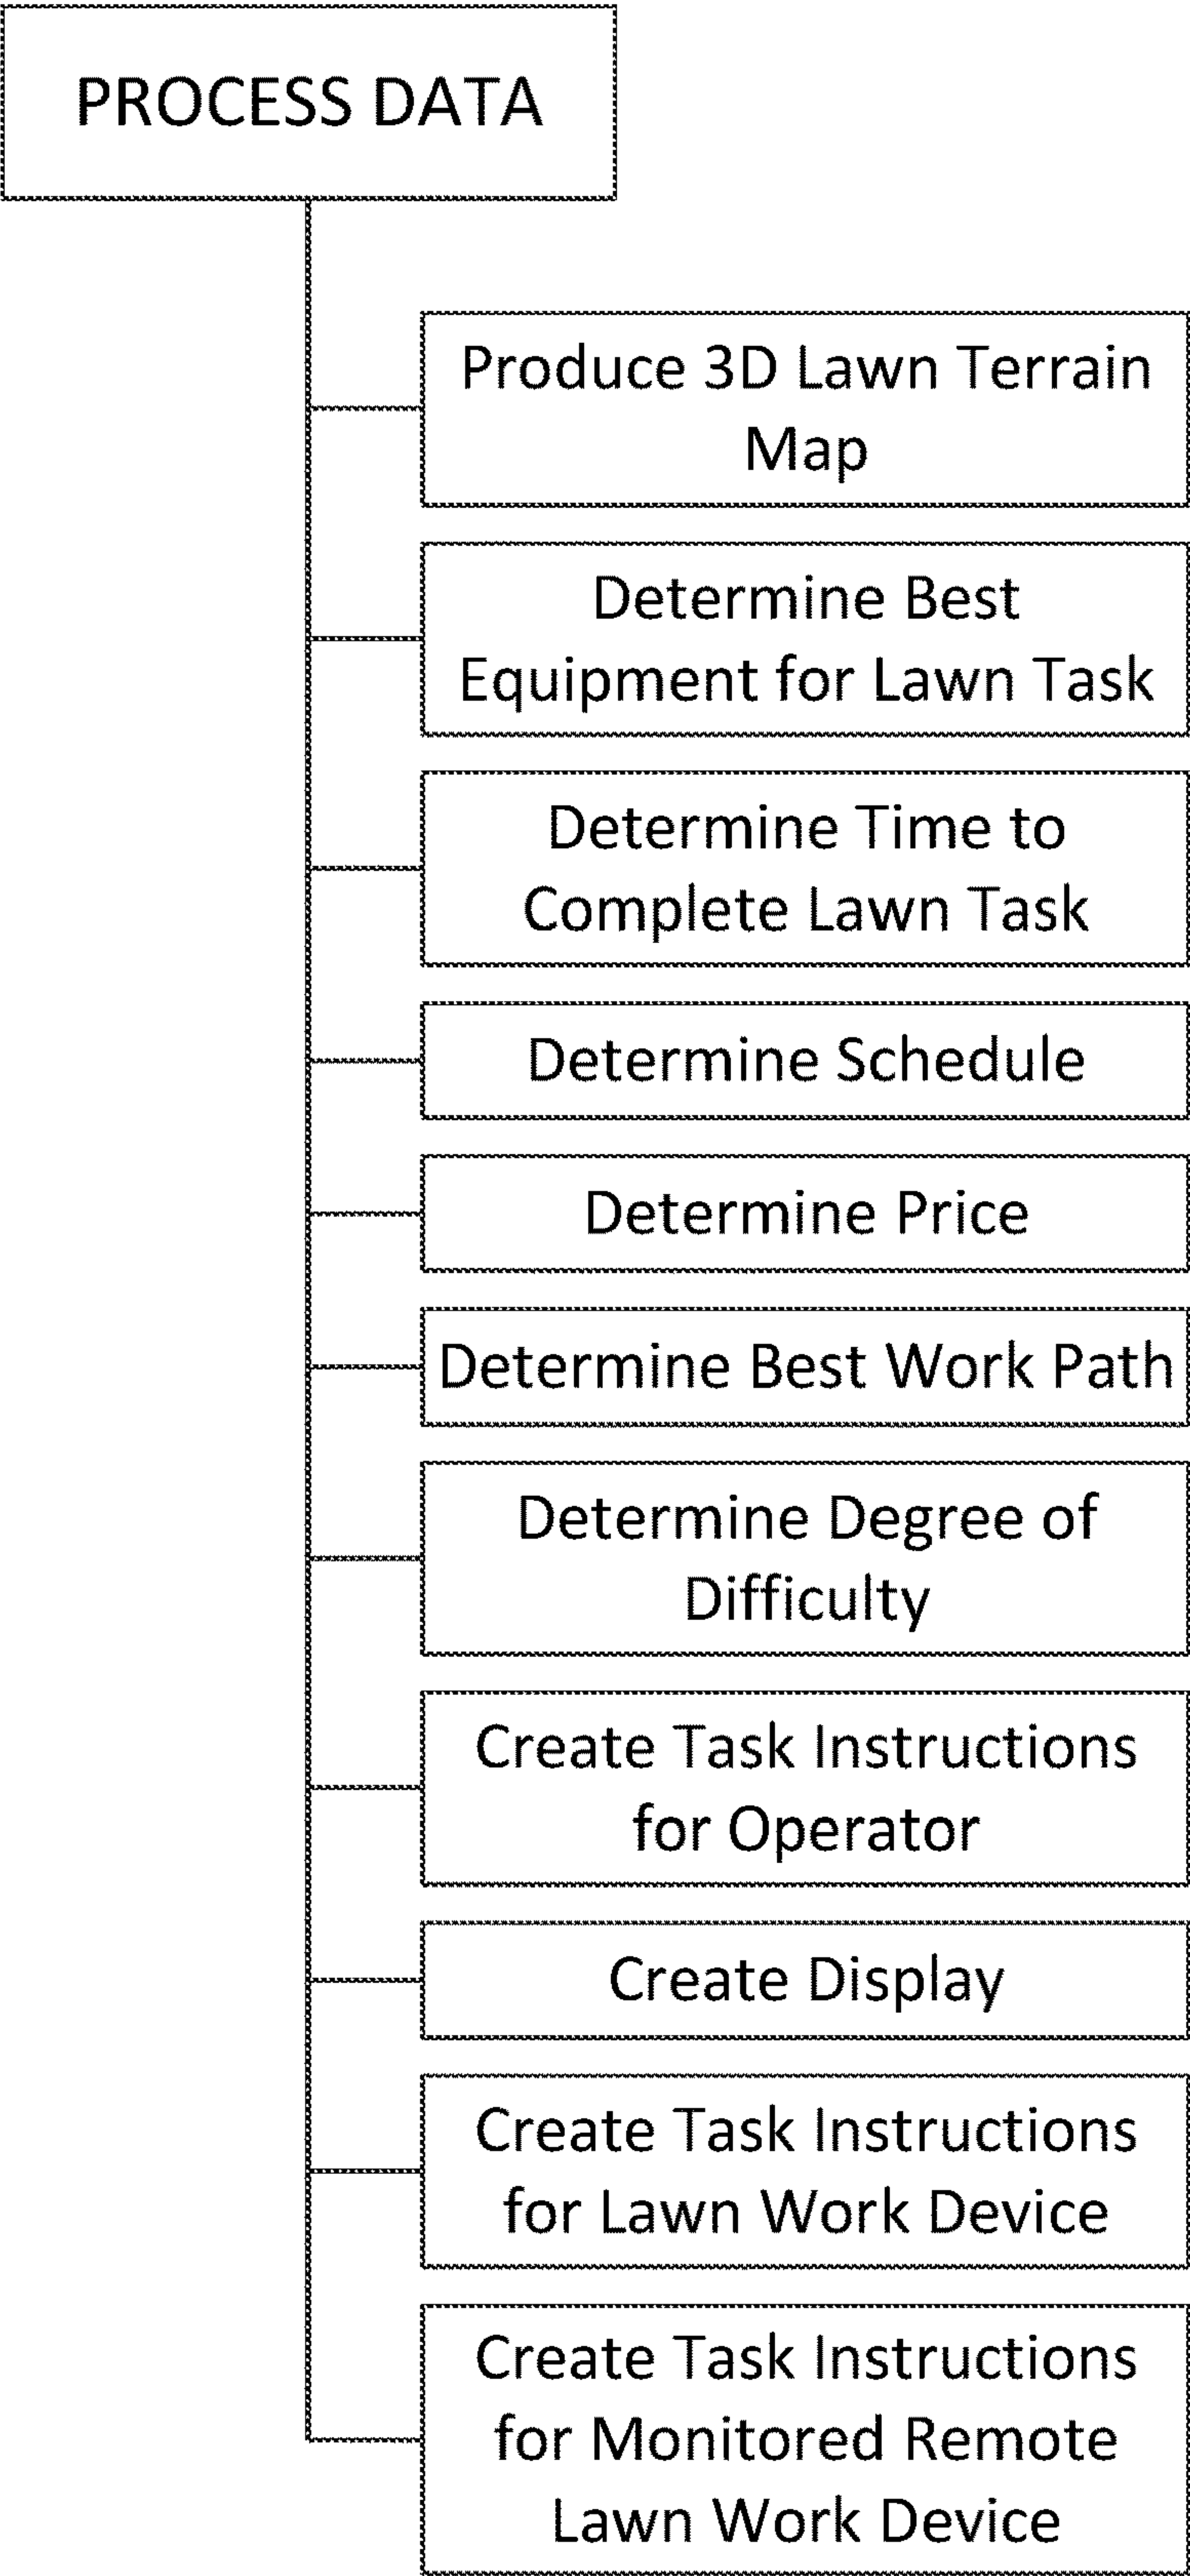 PROCESS DATA
Produce 3D Lawn Terrain
Map
Determine Best
Equipment for Lawn Task
Determine Time to
Complete Lawn Task
Determine Schedule
Determine Price
Determine Best Work Path
Determine Degree of
Difficulty
Create Task Instructions
for Operator
Create Display
Create Task Instructions
for Lawn Work Device
Create Task Instructions
for Monitored Remote
Lawn Work Device